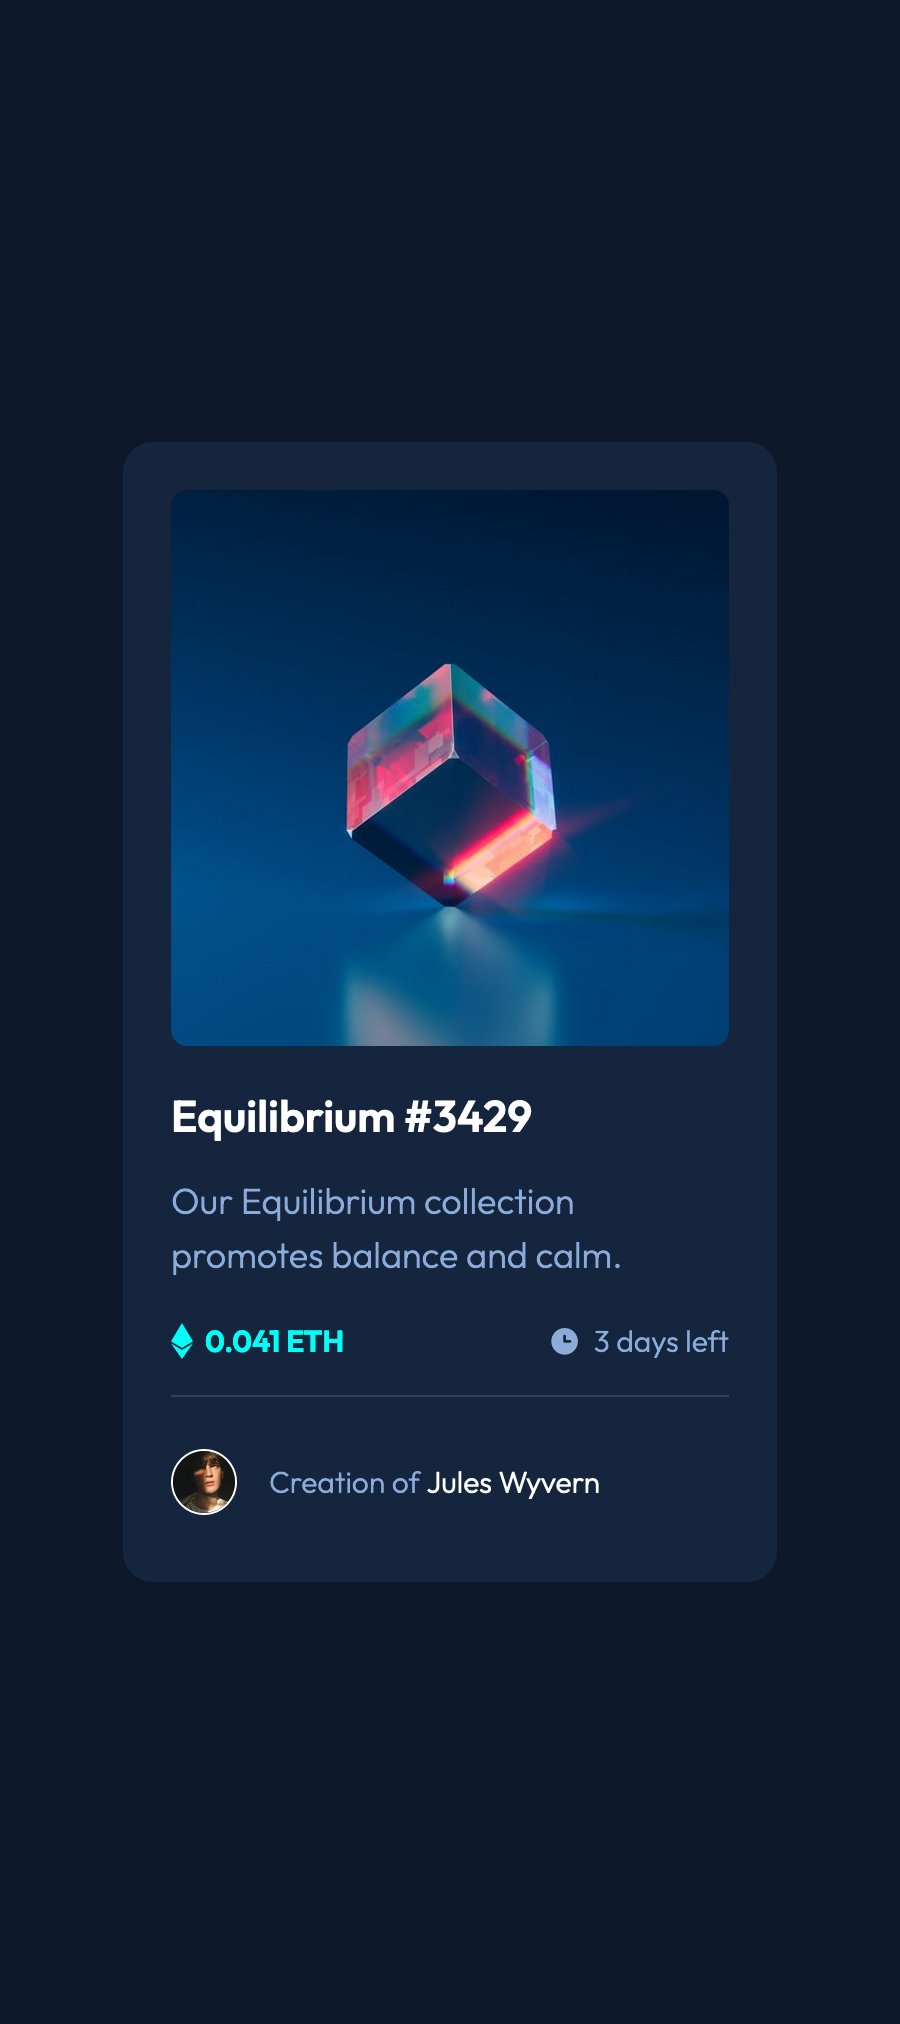 Equilibrium #3429
Our Equilibrium collection
promotes balance and calm.
0.041 ETH 3 days left
Creation of Jules Wyvern